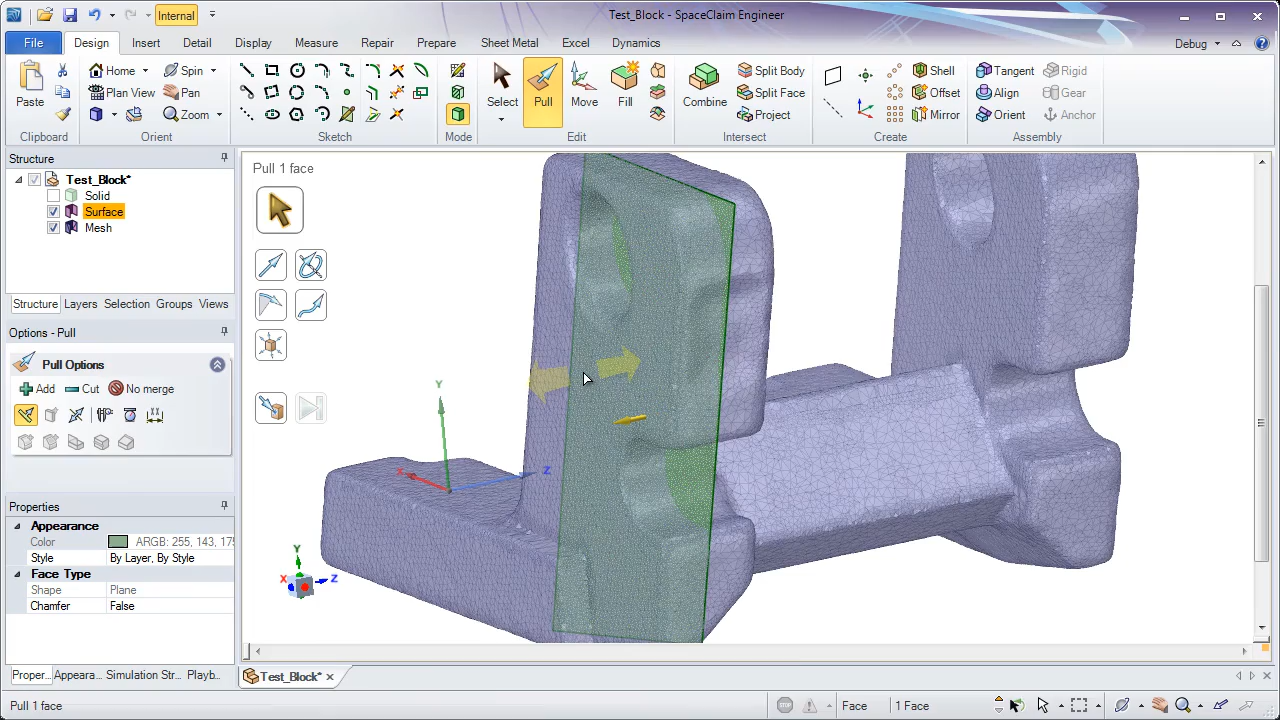 Internal
Test_Block* - SpaceClaim Engineer
File
Design
Insert
Detail
Display
Measure
Repair
Prepare
Sheet Metal
Excel
Dynamics
Debug
Paste
Clipboard
Home
Plan View
Spin
Pan
Zoom
Orient
Sketch
Mode
Select
Pull
Move
Fill
Edit
Combine
Split Body
Split Face
Project
Intersect
Shell
Offset
Mirror
Create
Tangent
Align
Orient
Rigid
Gear
Anchor
Assembly
Structure
Test_Block*
Solid
Surface
Mesh
Structure Layers Selection Groups Views
Options - Pull
Pull Options
Add Cut No merge
Properties
Appearance
Color ARGB: 255, 143, 17
Style By Layer, By Style
Face Type
Shape Plane
Chamfer False
Proper... Appeara... Simulation Str... Playb...
Pull 1 face
Y
X
Z
Y
X
Z
Test_Block*
Pull 1 face
Face
1 Face